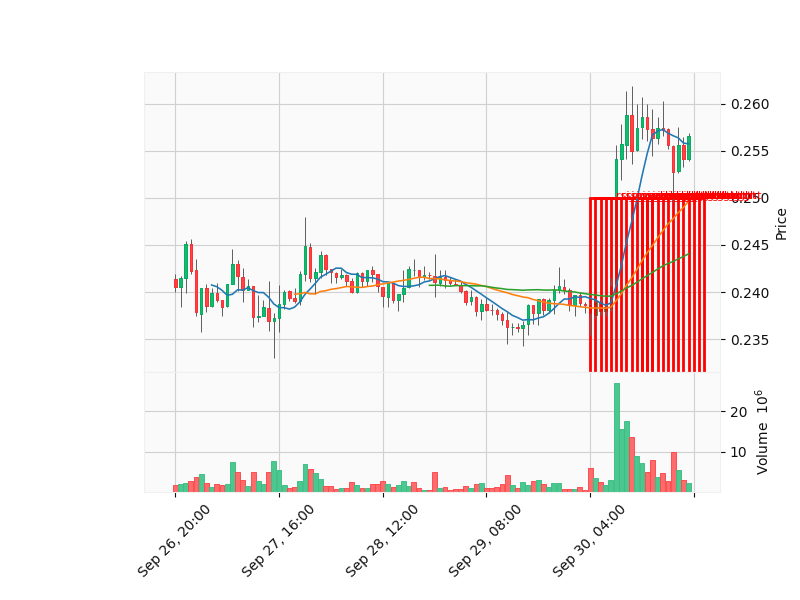 0.260
0.255
0.250
0.245
0.240
0.235
Price
20
10
Volume 10^6
Sep 26, 20:00
Sep 27, 16:00
Sep 28, 12:00
Sep 29, 08:00
Sep 30, 04:00